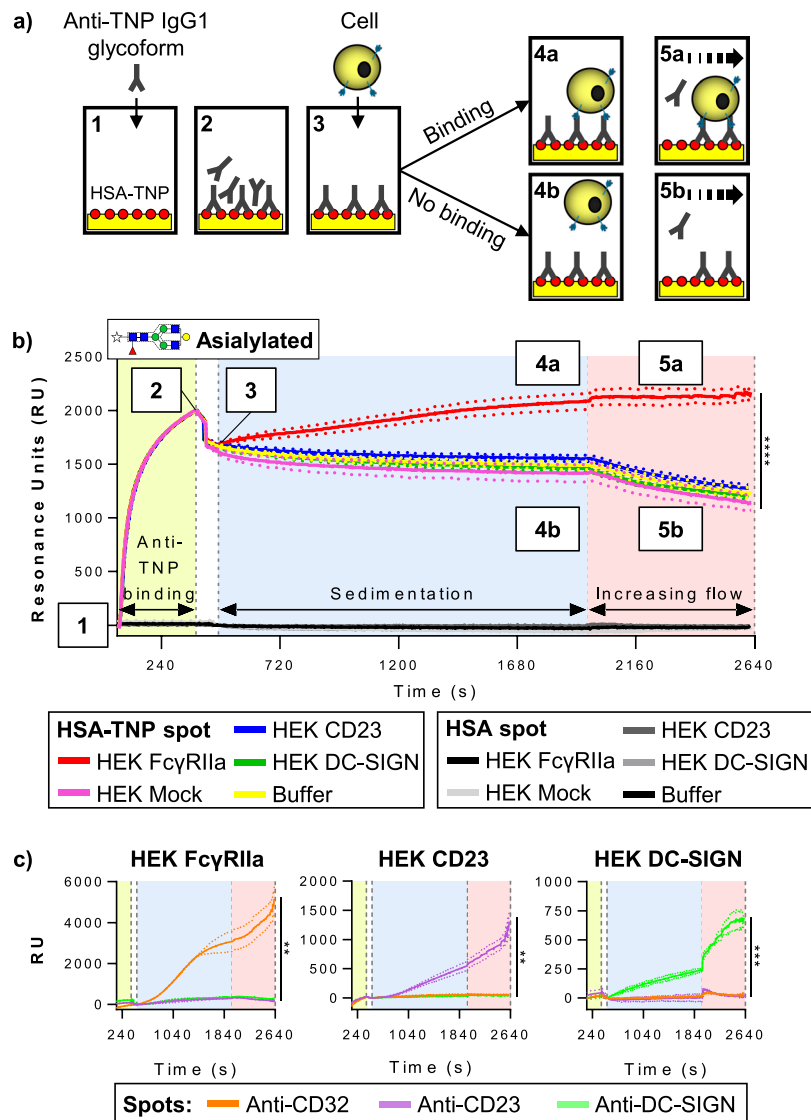 a)
Anti-TNP IgG1
glycoform
Cell
1
HSA-TNP
2
3
Binding
No binding
4a
5a
4b
5b
b)
Asialylated
Resonance Units (RU)
2500
2000
1500
1000
500
0
1
2
3
4a
5a
4b
5b
****
Anti-
TNP
binding
Sedimentation
Increasing flow
240 720 1200 1680 2160 2640
Time (s)
HSA-TNP spot
HEK CD23
HEK FcγRIIa
HEK DC-SIGN
HEK Mock
Buffer
HSA spot
HEK CD23
HEK FcγRIIa
HEK DC-SIGN
HEK Mock
Buffer
c)
HEK FcγRIIa
RU
6000
4000
2000
0
**
240 1040 1840 2640
Time (s)
HEK CD23
2000
1500
1000
500
0
**
240 1040 1840 2640
Time (s)
HEK DC-SIGN
1000
750
500
250
0
***
240 1040 1840 2640
Time (s)
Spots: Anti-CD32 Anti-CD23 Anti-DC-SIGN